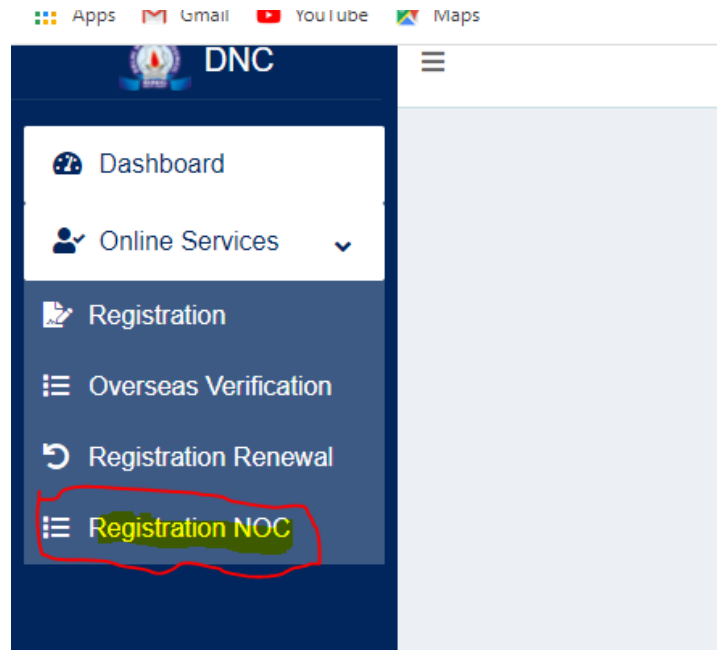 Apps Gmail YouTube Maps
DNC
Dashboard
Online Services
Registration
Overseas Verification
Registration Renewal
Registration NOC